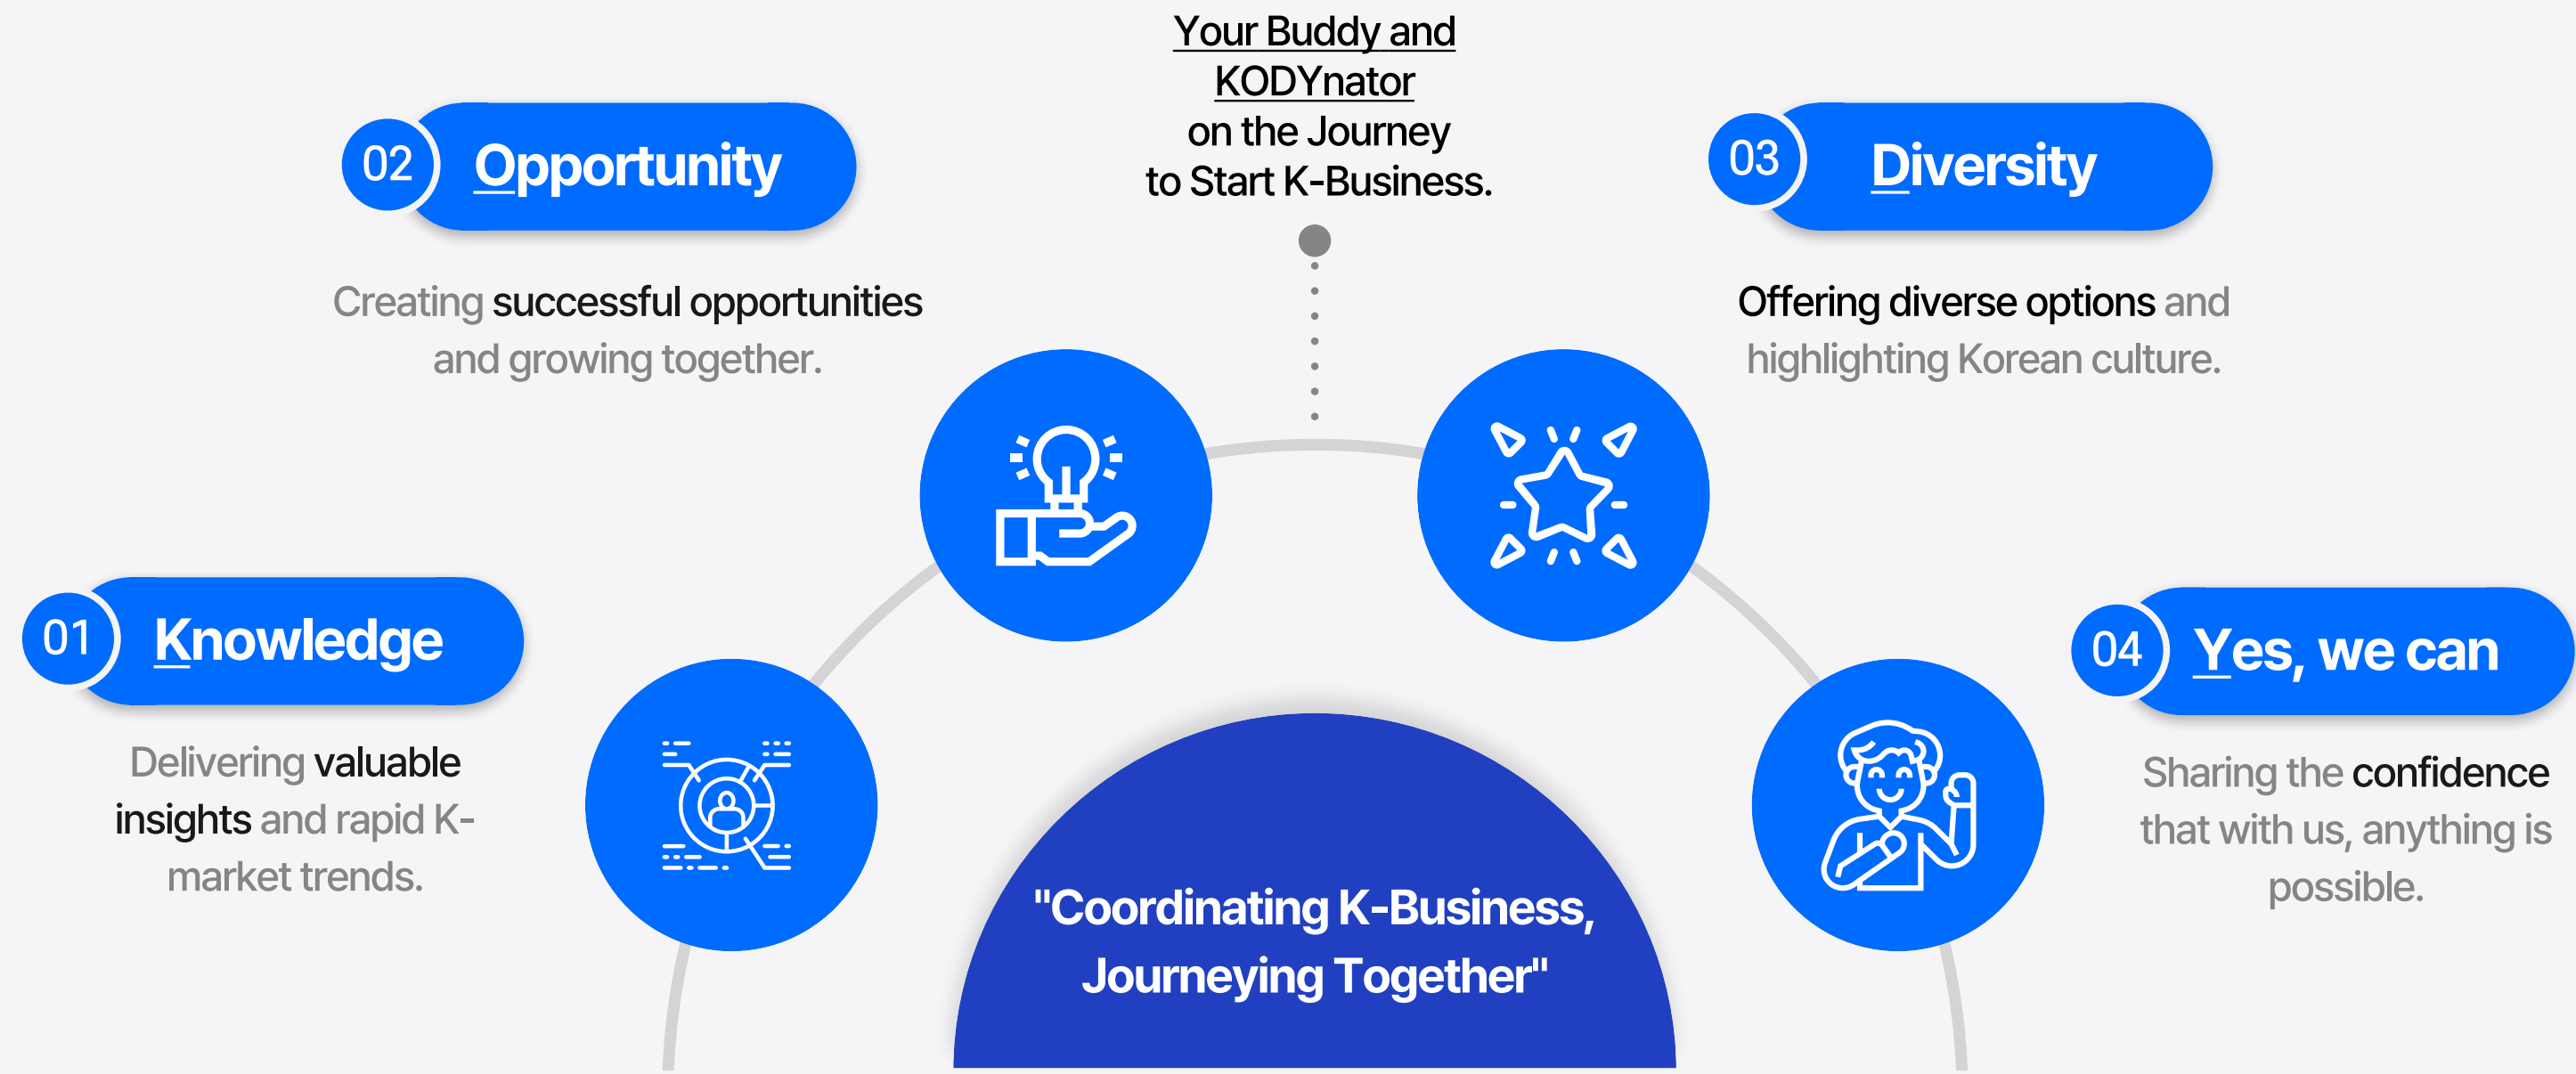 Your Buddy and
KODYnator
on the Journey
to Start K-Business.
02
Opportunity
Creating successful opportunities
and growing together.
03
Diversity
Offering diverse options and
highlighting Korean culture.
01
Knowledge
Delivering valuable
insights and rapid K-
market trends.
04
Yes, we can
Sharing the confidence
that with us, anything is
possible.
"Coordinating K-Business,
Journeying Together"